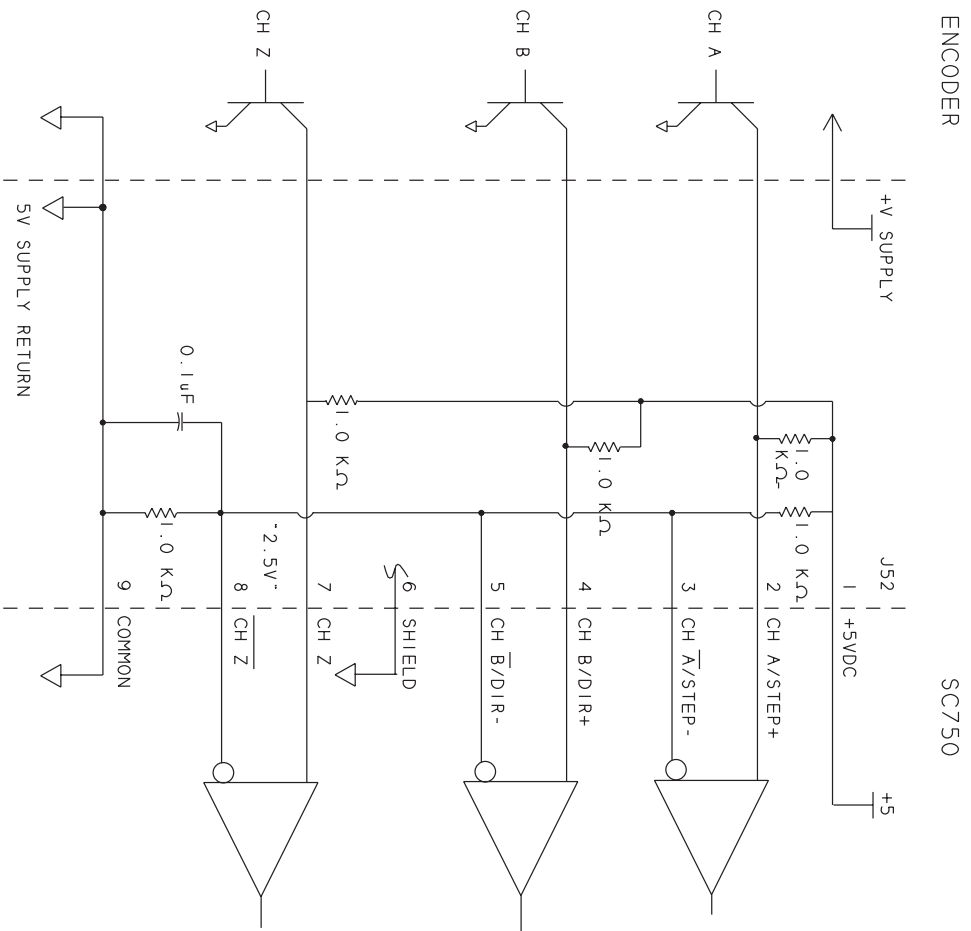 ENCODER
SC750
+V SUPPLY
J52
1
+5VDC
+5
1.0
KΩ
1.0 KΩ
CH A
2
CH A/STEP+
3
CH A̅/STEP-
1.0 KΩ
CH B
4
CH B/DIR+
5
CH B̅/DIR-
6
SHIELD
1.0 KΩ
CH Z
7
CH Z
"2.5V"
8
C̅H̅ Z̅
0.1uF
1.0 KΩ
9
COMMON
5V SUPPLY RETURN